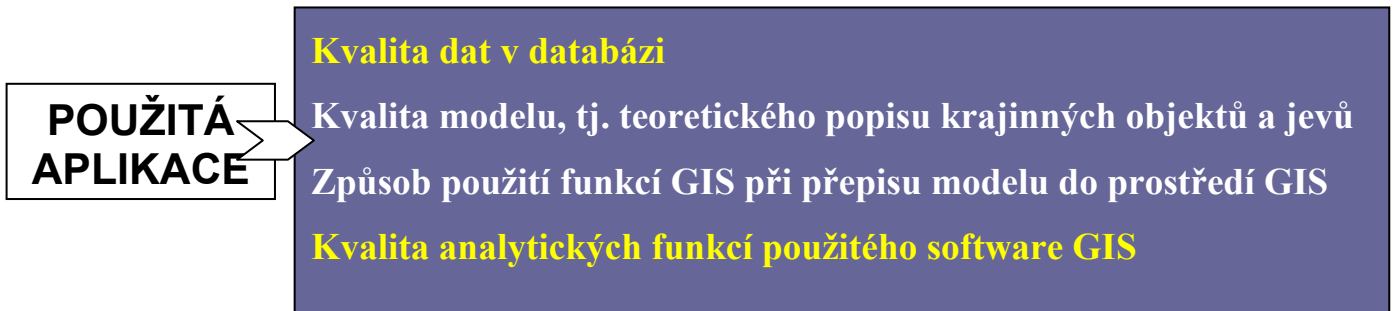 POUŽITÁ
APLIKACE
Kvalita dat v databázi
Kvalita modelu, tj. teoretického popisu krajinných objektů a jevů
Způsob použití funkcí GIS při přepisu modelu do prostředí GIS
Kvalita analytických funkcí použitého software GIS